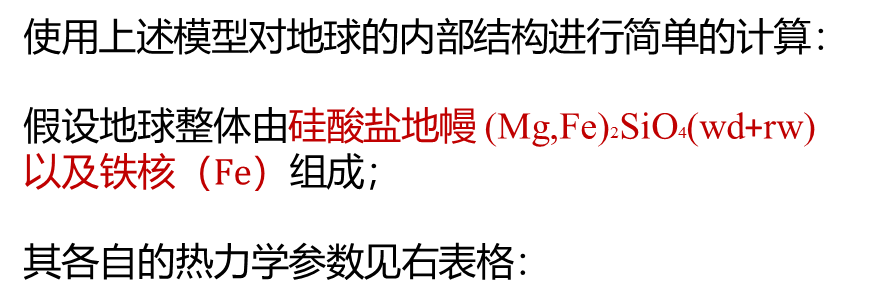 使用上述模型对地球的内部结构进行简单的计算：
假设地球整体由硅酸盐地幔 (Mg,Fe)₂SiO₄(wd+rw)
以及铁核（Fe）组成；
其各自的热力学参数见右表格：